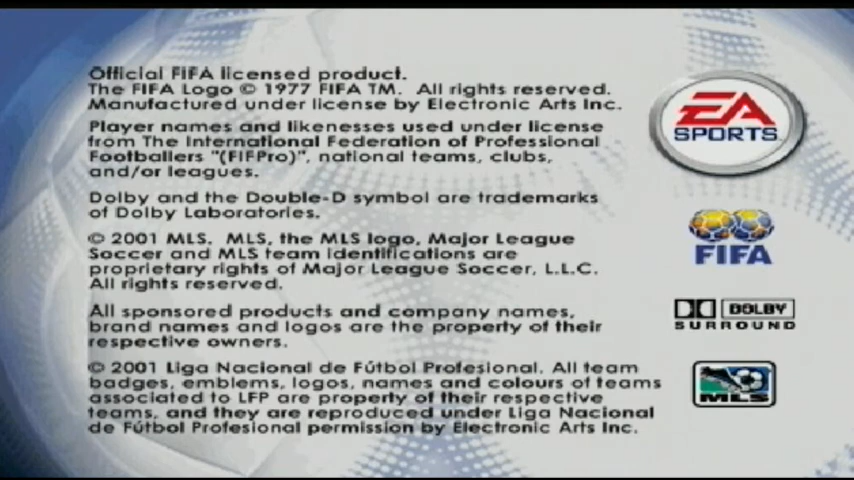 Official FIFA licensed product.
The FIFA Logo © 1977 FIFA TM. All rights reserved.
Manufactured under license by Electronic Arts Inc.
Player names and likenesses used under license
from The International Federation of Professional
Footballers "(FIFPro)", national teams, clubs,
and/or leagues.
Dolby and the Double-D symbol are trademarks
of Dolby Laboratories.
© 2001 MLS. MLS, the MLS logo, Major League
Soccer and MLS team identifications are
proprietary rights of Major League Soccer, L.L.C.
All rights reserved.
All sponsored products and company names,
brand names and logos are the property of their
respective owners.
© 2001 Liga Nacional de Fútbol Profesional. All team
badges, emblems, logos, names and colours of teams
associated to LFP are property of their respective
teams, and they are reproduced under Liga Nacional
de Fútbol Profesional permission by Electronic Arts Inc.
EA
SPORTS
FIFA
DOLBY
SURROUND
MLS